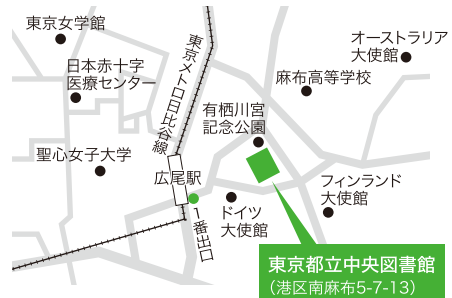 東京女学館
日本赤十字
医療センター
聖心女子大学
東京メトロ日比谷線
広尾駅
1番出口
有栖川宮
記念公園
麻布高等学校
オーストラリア
大使館
ドイツ
大使館
フィンランド
大使館
東京都立中央図書館
(港区南麻布5-7-13)